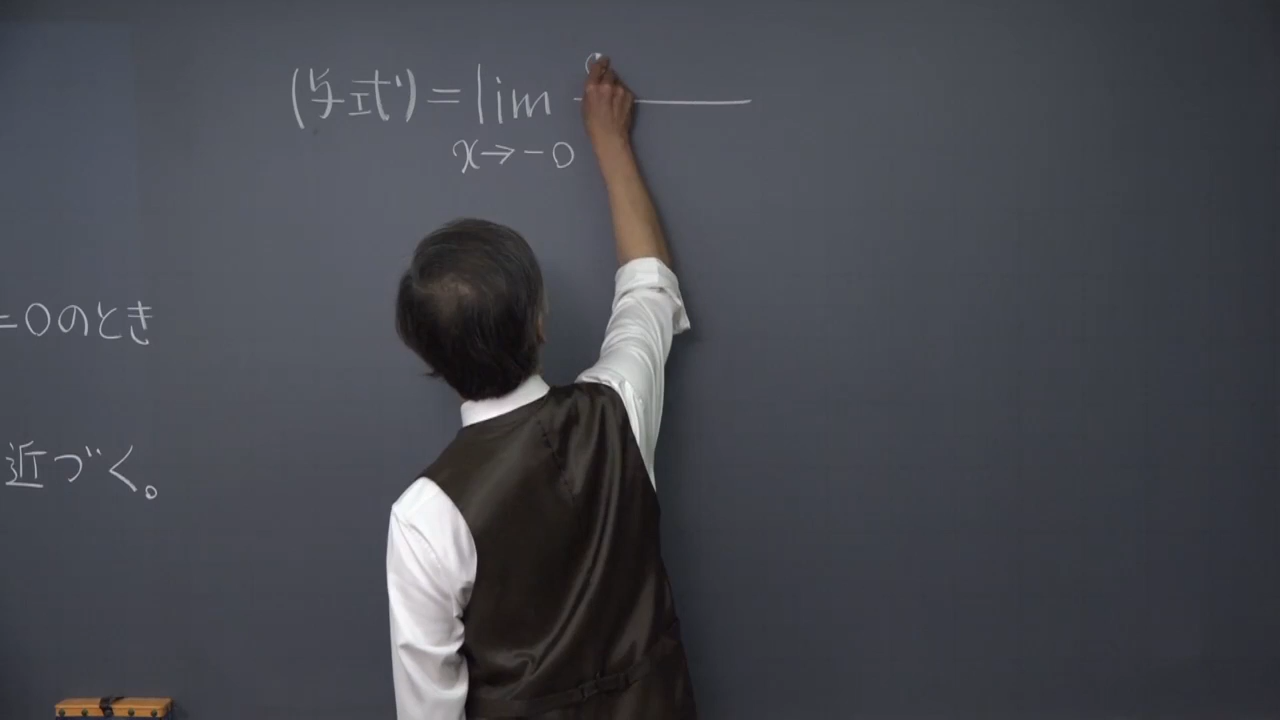 (与式) = lim
x→-0
=0のとき
近づく。